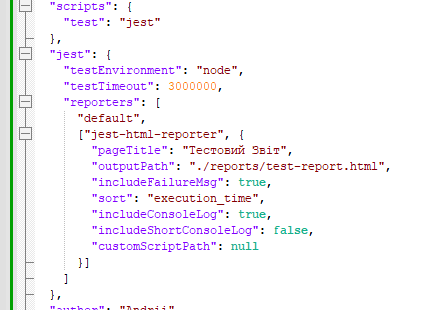 "scripts": {
"test": "jest"
},
"jest": {
"testEnvironment": "node",
"testTimeout": 3000000,
"reporters": [
"default",
["jest-html-reporter", {
"pageTitle": "Тестовий Звіт",
"outputPath": "./reports/test-report.html",
"includeFailureMsg": true,
"sort": "execution_time",
"includeConsoleLog": true,
"includeShortConsoleLog": false,
"customScriptPath": null
}]
]
},
"author": "Andrii"